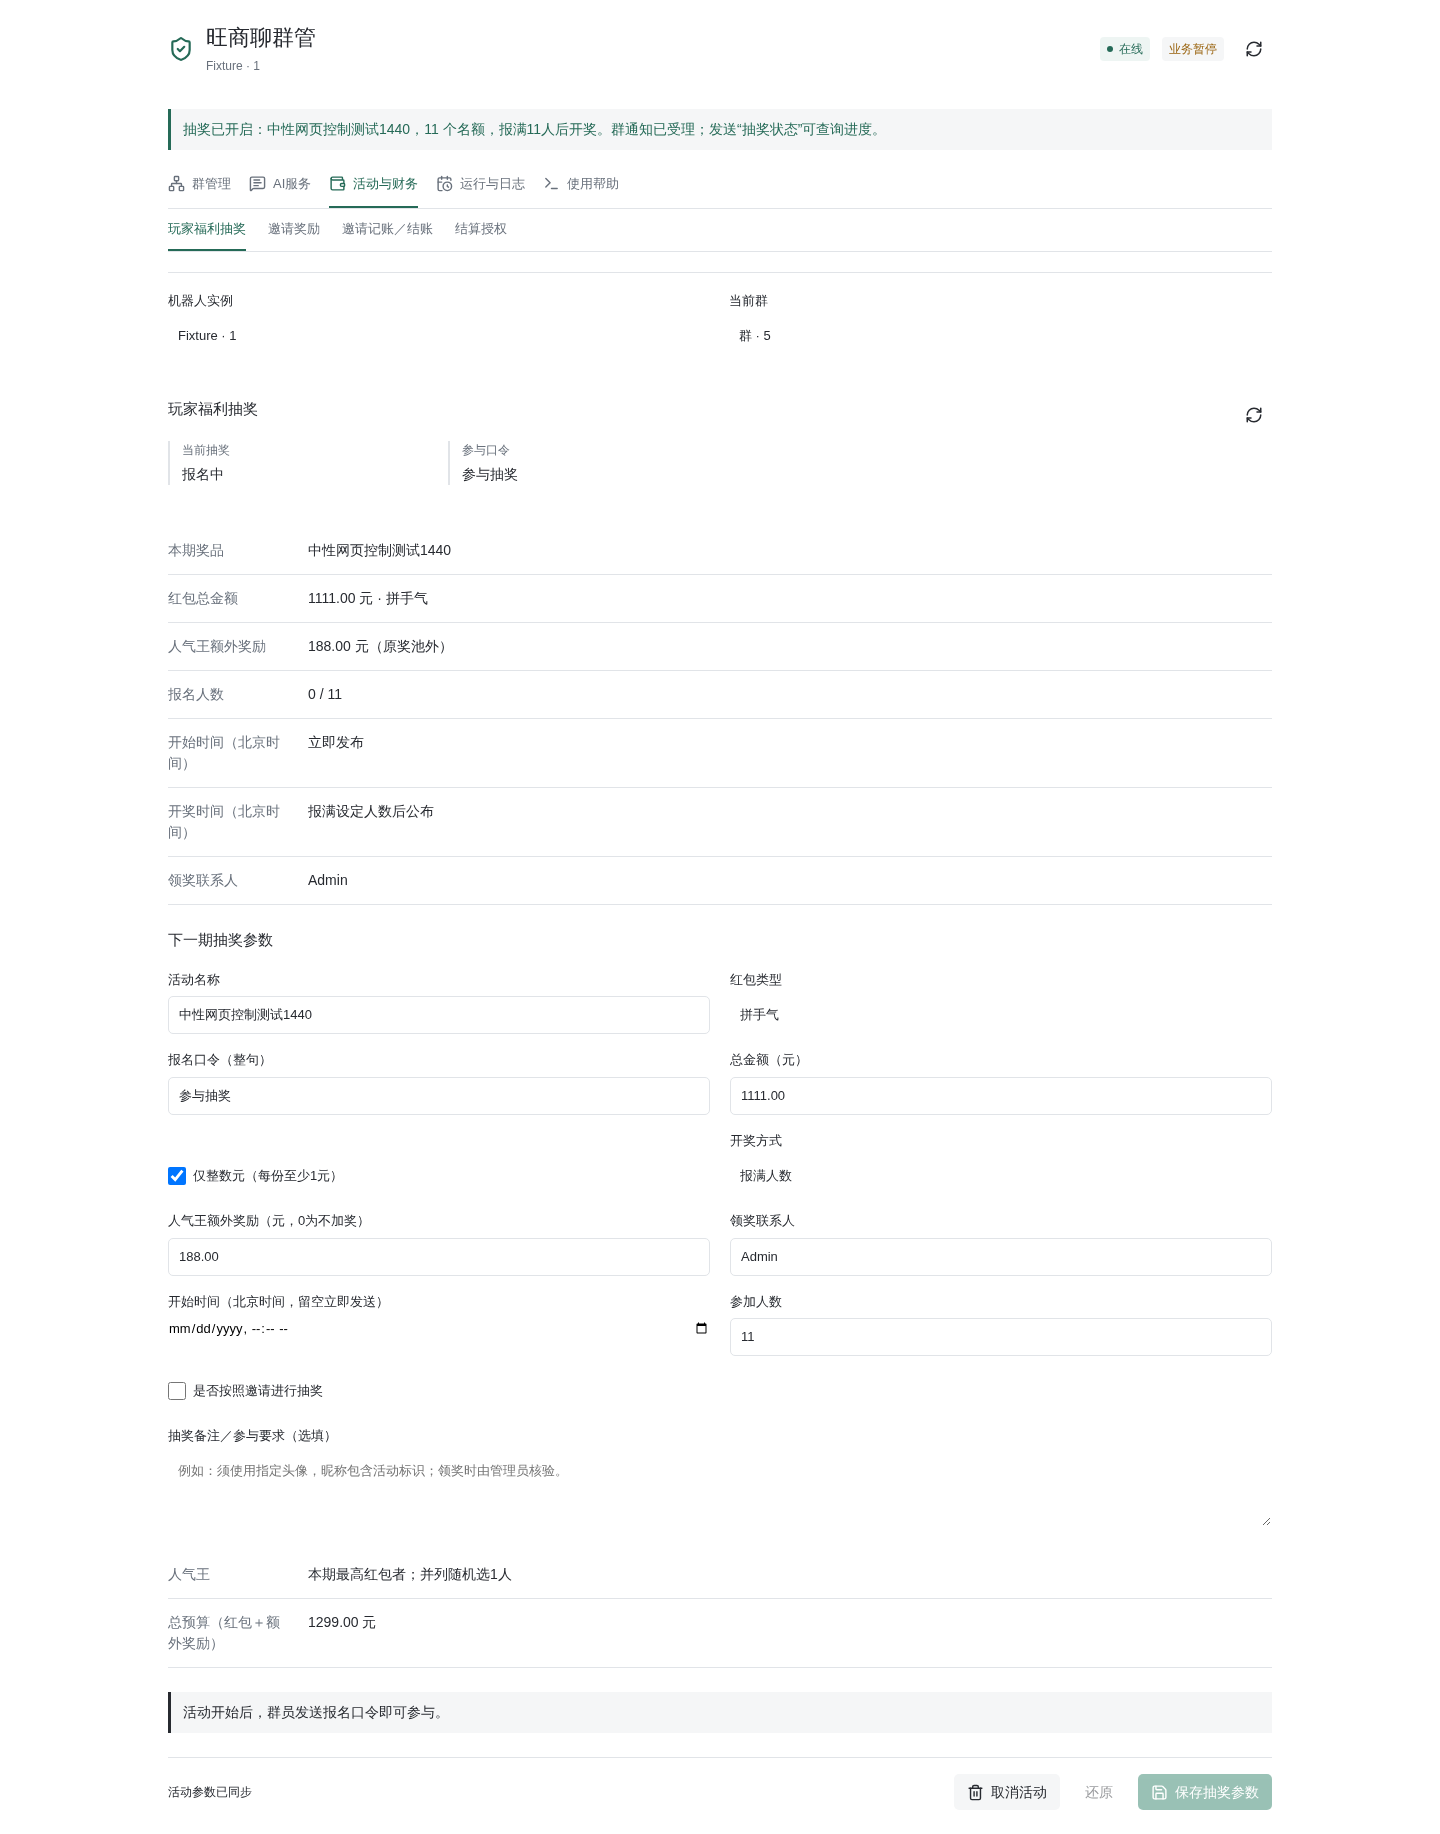 旺商聊群管
Fixture · 1
在线
业务暂停
抽奖已开启：中性网页控制测试1440，11 个名额，报满11人后开奖。群通知已受理；发送“抽奖状态”可查询进度。
群管理
AI服务
活动与财务
运行与日志
使用帮助
玩家福利抽奖
邀请奖励
邀请记账／结账
结算授权
机器人实例
当前群
Fixture · 1
群 · 5
玩家福利抽奖
当前抽奖
参与口令
报名中
参与抽奖
本期奖品
中性网页控制测试1440
红包总金额
1111.00 元 · 拼手气
人气王额外奖励
188.00 元（原奖池外）
报名人数
0 / 11
开始时间（北京时
间）
立即发布
开奖时间（北京时
间）
报满设定人数后公布
领奖联系人
Admin
下一期抽奖参数
活动名称
红包类型
中性网页控制测试1440
拼手气
报名口令（整句）
总金额（元）
参与抽奖
1111.00
开奖方式
仅整数元（每份至少1元）
报满人数
人气王额外奖励（元，0为不加奖）
领奖联系人
188.00
Admin
开始时间（北京时间，留空立即发送）
参加人数
mm/dd/yyyy, --:-- --
11
是否按照邀请进行抽奖
抽奖备注／参与要求（选填）
例如：须使用指定头像，昵称包含活动标识；领奖时由管理员核验。
人气王
本期最高红包者；并列随机选1人
总预算（红包＋额
外奖励）
1299.00 元
活动开始后，群员发送报名口令即可参与。
活动参数已同步
取消活动
还原
保存抽奖参数